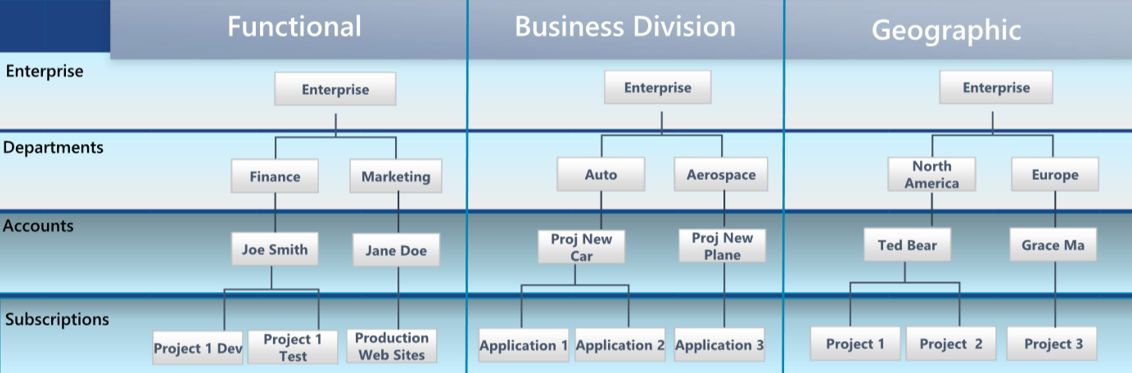 Functional
Business Division
Geographic
Enterprise
Enterprise
Enterprise
Enterprise
Departments
Finance
Marketing
Auto
Aerospace
North
America
Europe
Accounts
Joe Smith
Jane Doe
Proj New
Car
Proj New
Plane
Ted Bear
Grace Ma
Subscriptions
Project 1 Dev
Project 1
Test
Production
Web Sites
Application 1
Application 2
Application 3
Project 1
Project 2
Project 3